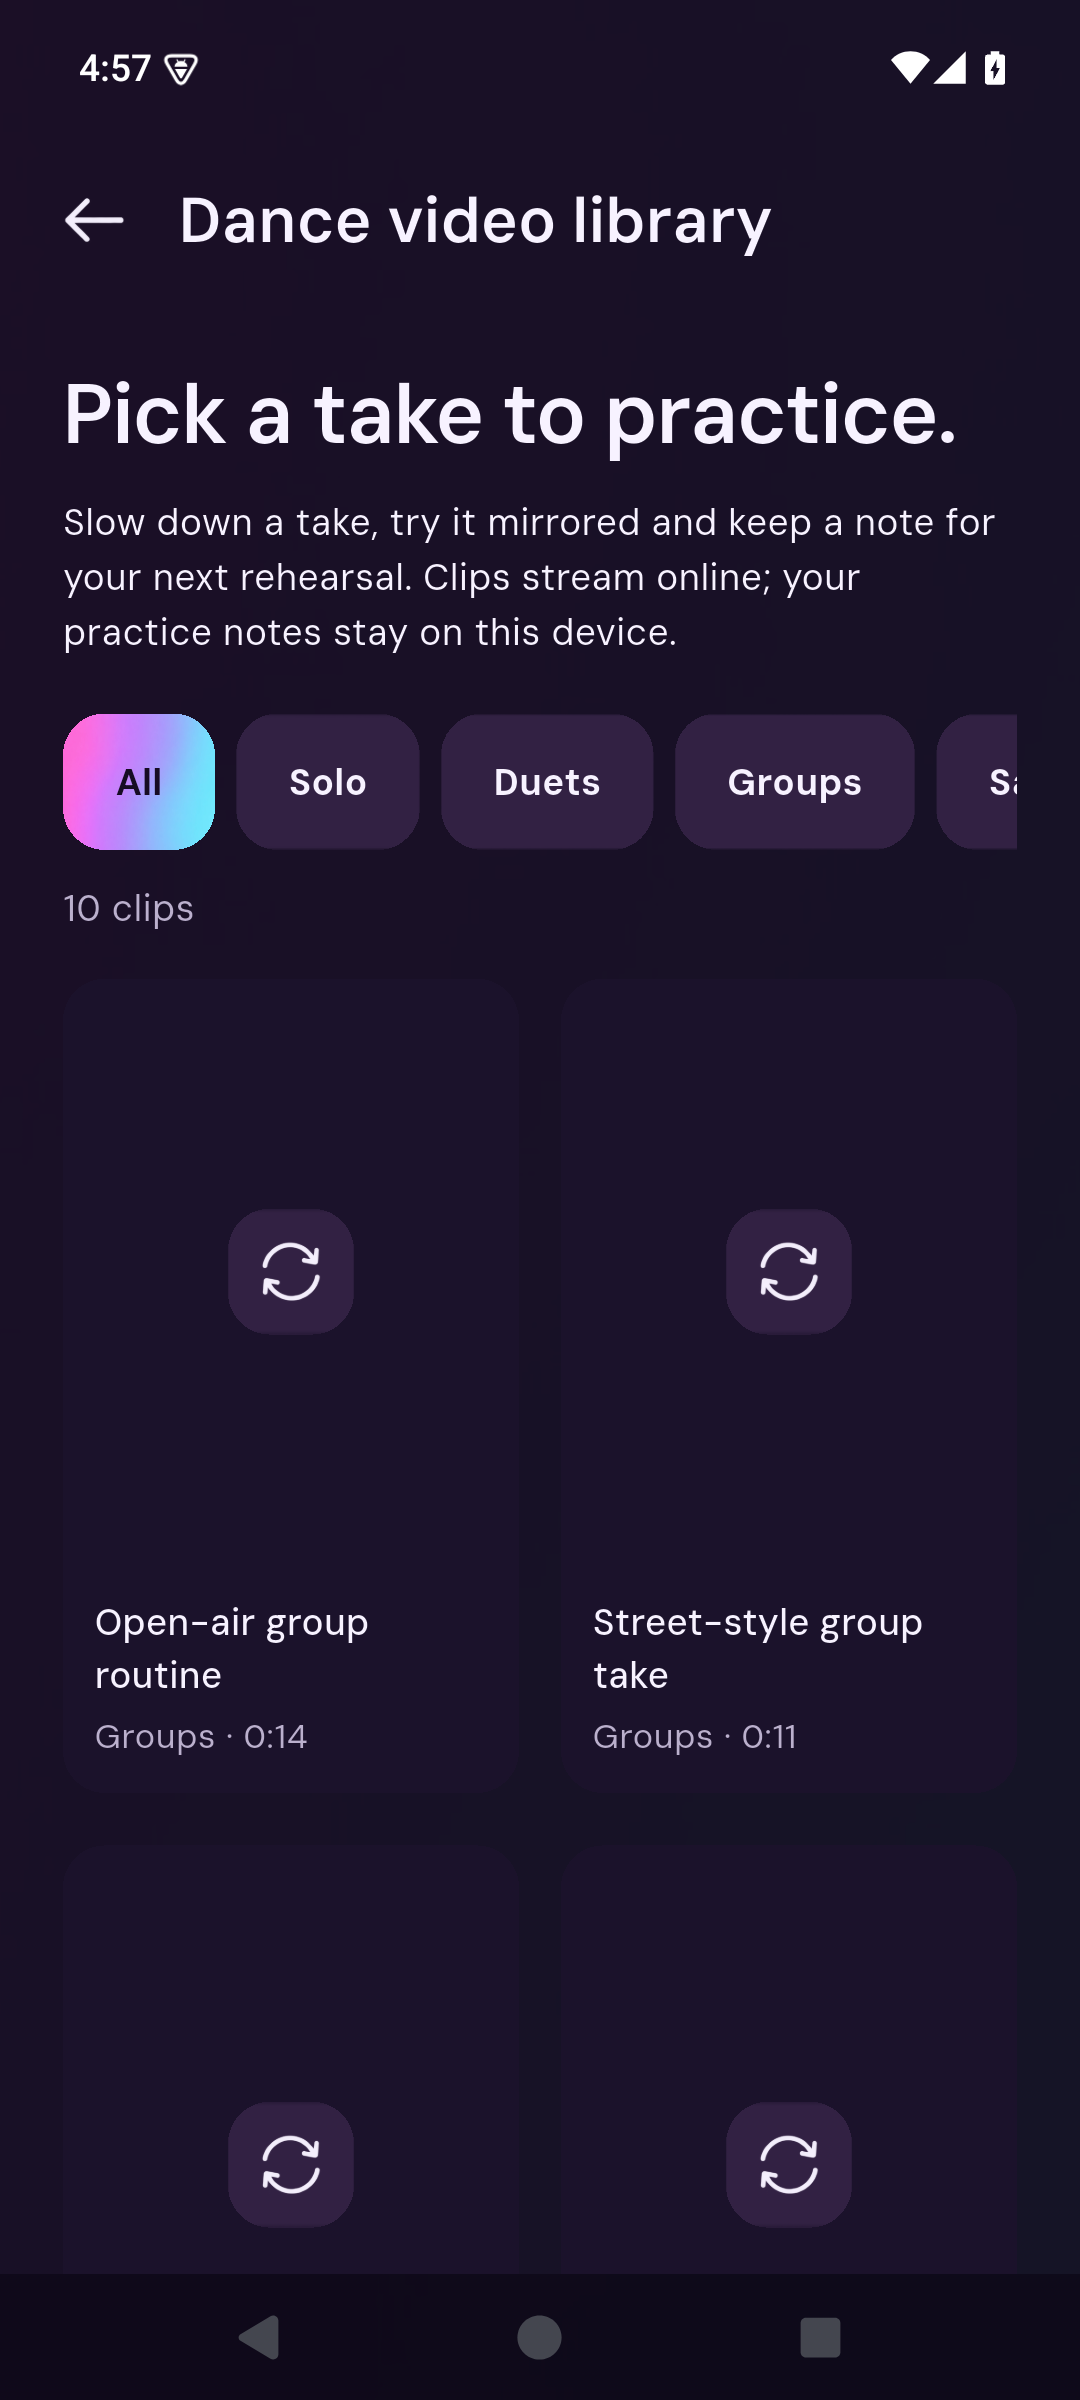 4:57
Dance video library
Pick a take to practice.
Slow down a take, try it mirrored and keep a note for
your next rehearsal. Clips stream online; your
practice notes stay on this device.
All
Solo
Duets
Groups
10 clips
Open-air group
routine
Groups · 0:14
Street-style group
take
Groups · 0:11